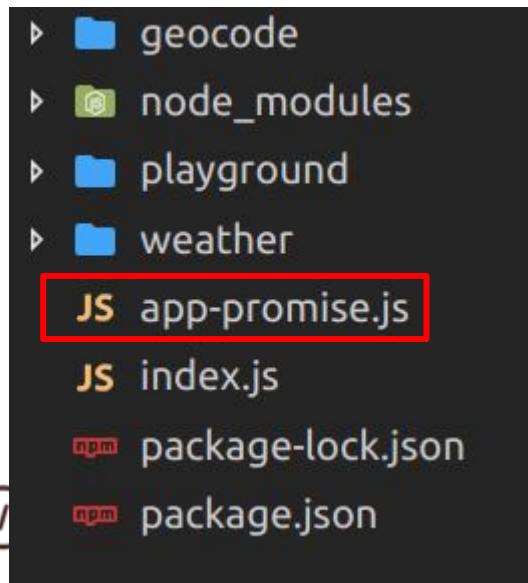 geocode
node_modules
playground
weather
JS app-promise.js
JS index.js
npm package-lock.json
npm package.json